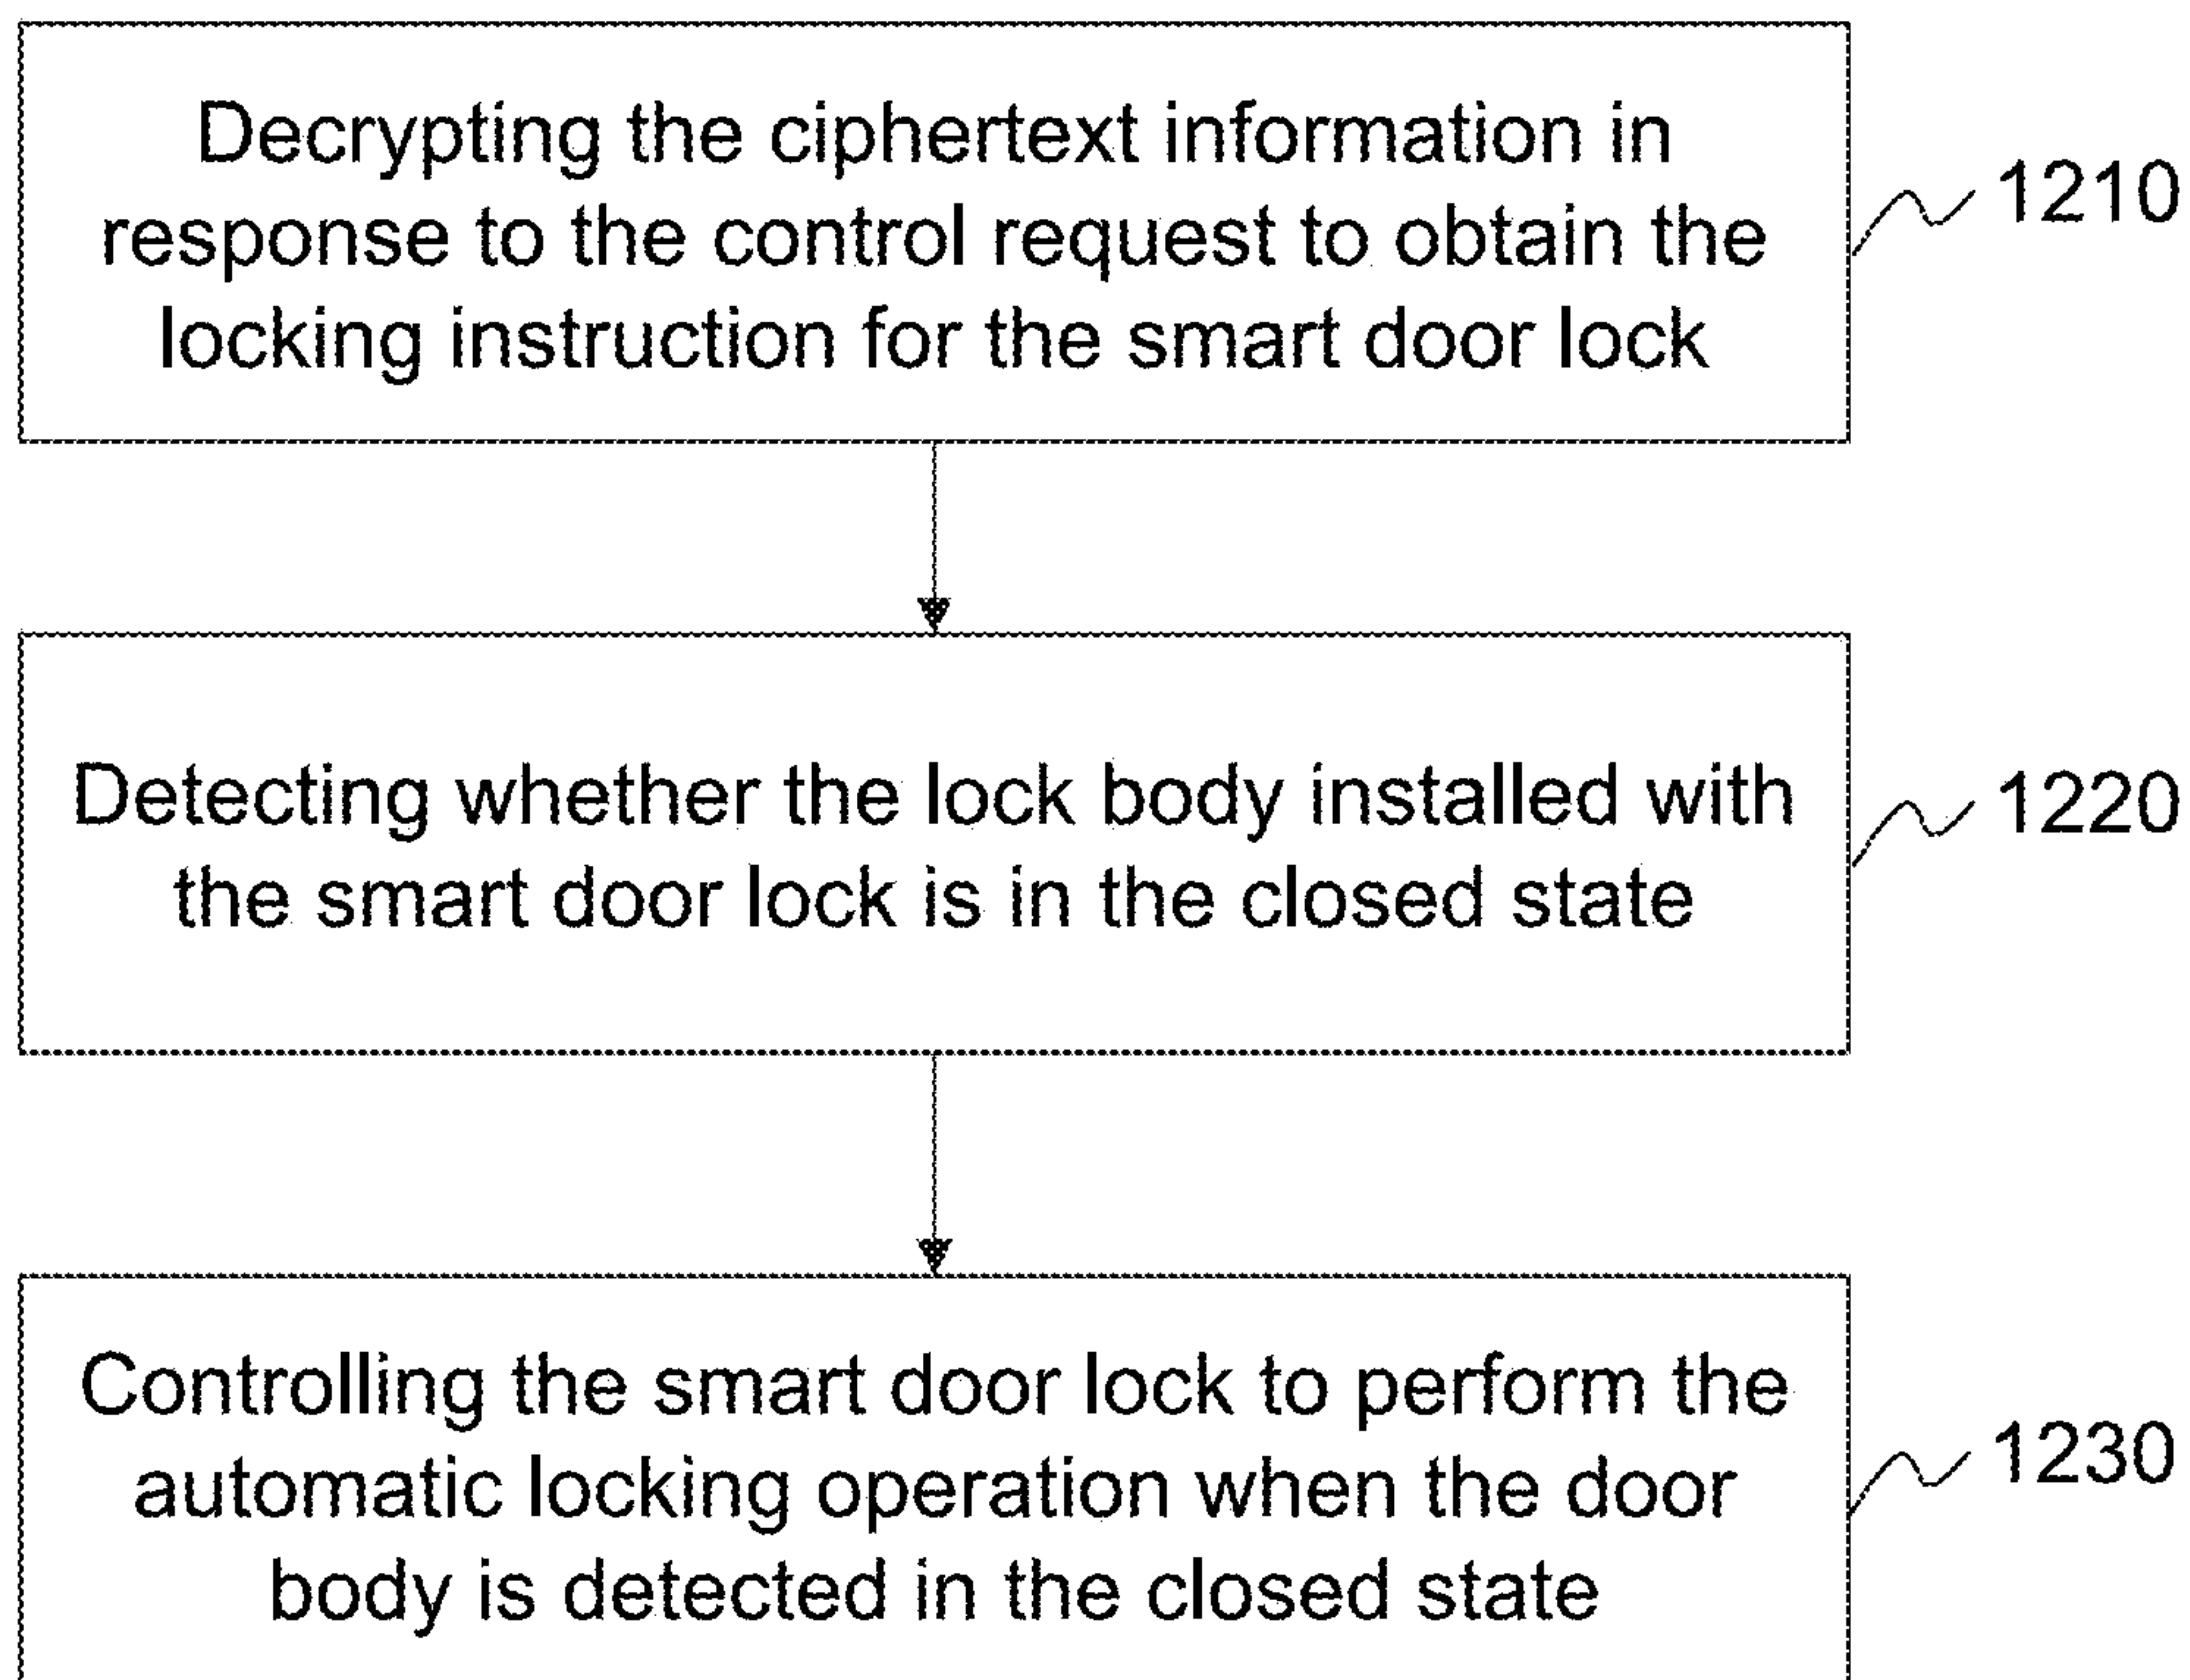 Decrypting the ciphertext information in
response to the control request to obtain the
locking instruction for the smart door lock
1210
Detecting whether the lock body installed with
the smart door lock is in the closed state
1220
Controlling the smart door lock to perform the
automatic locking operation when the door
body is detected in the closed state
1230